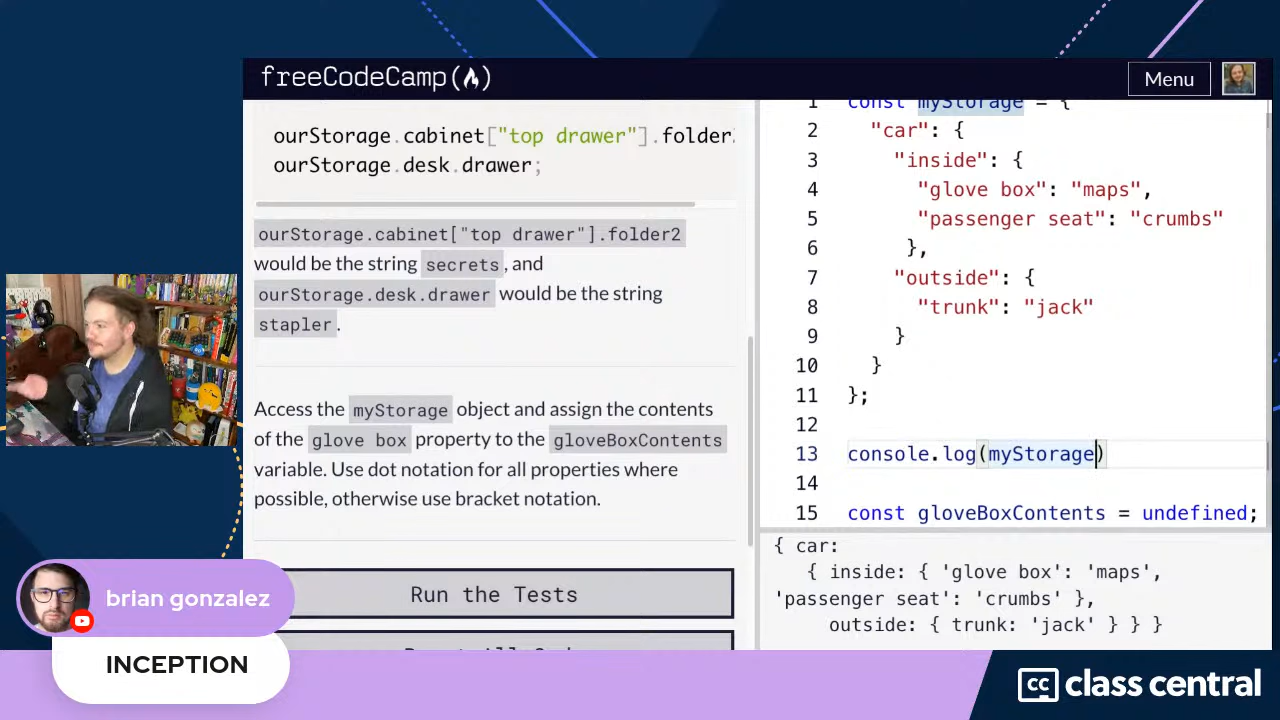 freeCodeCamp(🔥)
Menu
ourStorage.cabinet["top drawer"].folder
ourStorage.desk.drawer;
ourStorage.cabinet["top drawer"].folder2
would be the string secrets, and
ourStorage.desk.drawer would be the string
stapler.
Access the myStorage object and assign the contents
of the glove box property to the gloveBoxContents
variable. Use dot notation for all properties where
possible, otherwise use bracket notation.
Run the Tests
1 const myStorage = {
2 "car": {
3 "inside": {
4 "glove box": "maps",
5 "passenger seat": "crumbs"
6 },
7 "outside": {
8 "trunk": "jack"
9 }
10 }
11 };
12
13 console.log(myStorage)
14
15 const gloveBoxContents = undefined;
{ car:
{ inside: { 'glove box': 'maps',
'passenger seat': 'crumbs' },
outside: { trunk: 'jack' } } }
brian gonzalez
INCEPTION
cc class central